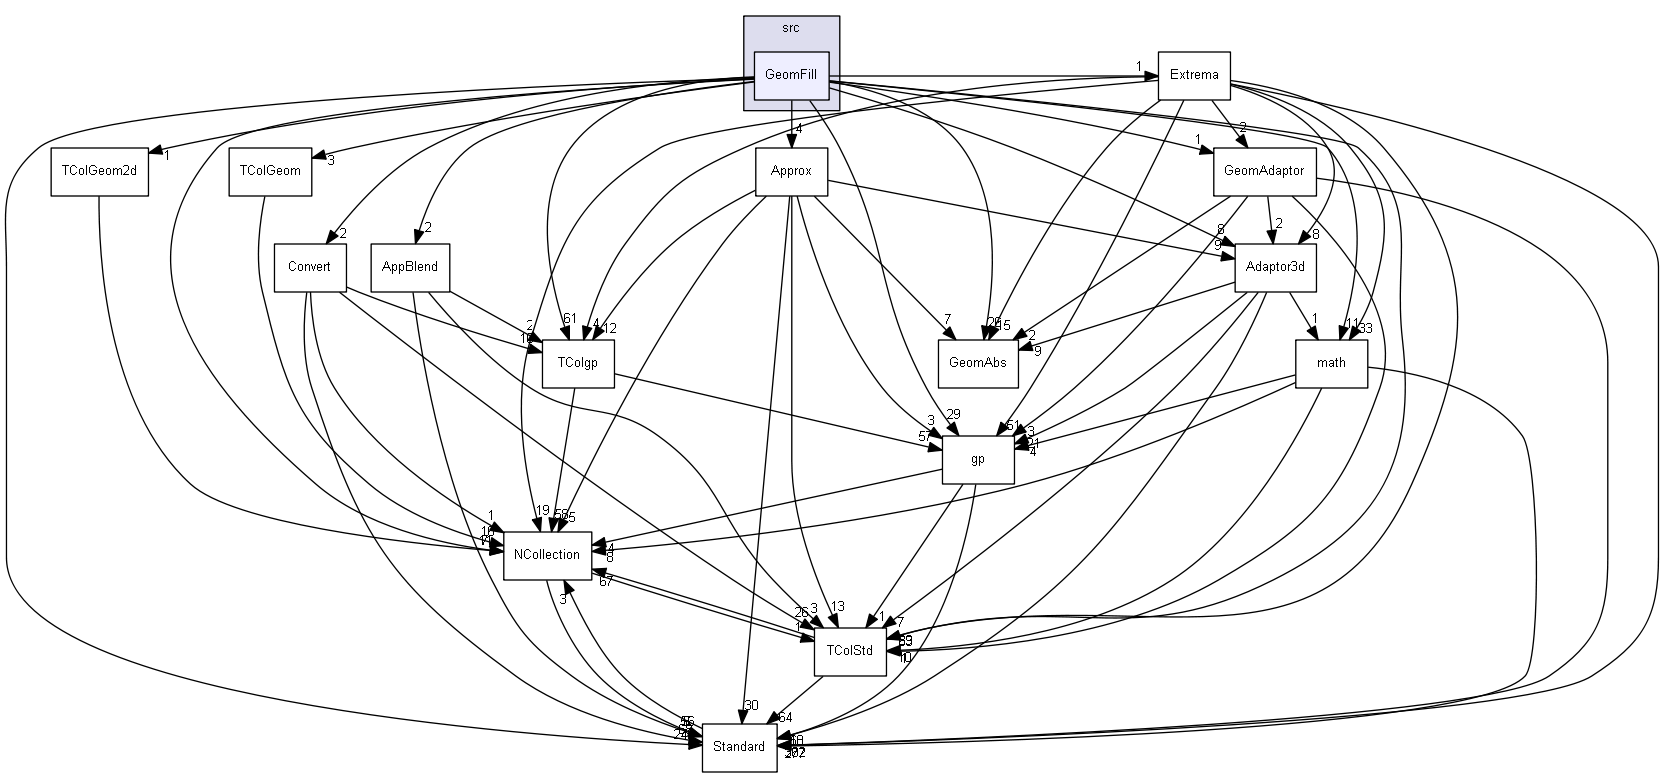 src
GeomFill
Extrema
1
4
2
TColGeom2d
1
TColGeom
3
Approx
1
GeomAdaptor
Convert
2
AppBlend
2
8
9
2
8
Adaptor3d
61
4
12
2
7
15
2
9
1
11
33
TColgp
GeomAbs
math
3
29
57
51
3
21
4
gp
1
19
58
NCollection
8
67
3
26
3
13
1
7
1
TColStd
30
64
Standard